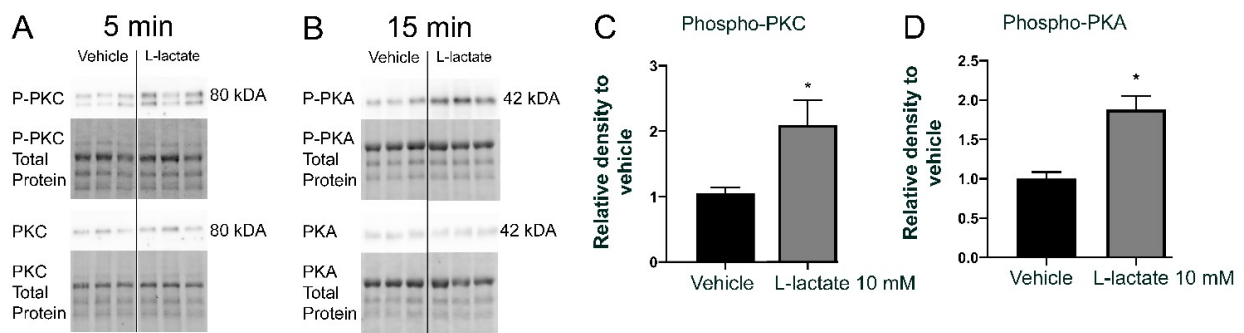 A 5 min
Vehicle L-lactate
P-PKC 80 kDA
P-PKC
Total
Protein
PKC 80 kDA
PKC
Total
Protein
B 15 min
Vehicle L-lactate
P-PKA 42 kDA
P-PKA
Total
Protein
PKA 42 kDA
PKA
Total
Protein
C Phospho-PKC
Relative density to
vehicle
3
2
1
0
*
Vehicle L-lactate 10 mM
D Phospho-PKA
Relative density to
vehicle
2.5
2.0
1.5
1.0
0.5
0.0
*
Vehicle L-lactate 10 mM